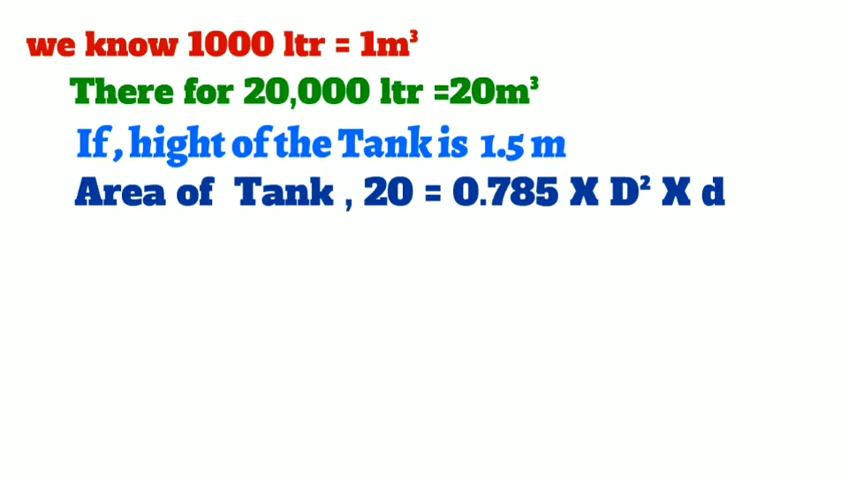 we know 1000 ltr = 1m³
There for 20,000 ltr =20m³
If , hight of the Tank is 1.5 m
Area of Tank , 20 = 0.785 X D² X d